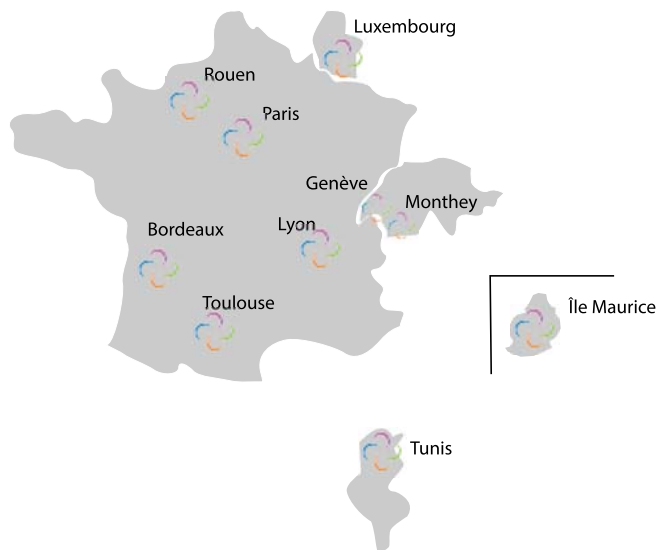 Luxembourg
Rouen
Paris
Genève
Monthey
Lyon
Bordeaux
Toulouse
Île Maurice
Tunis